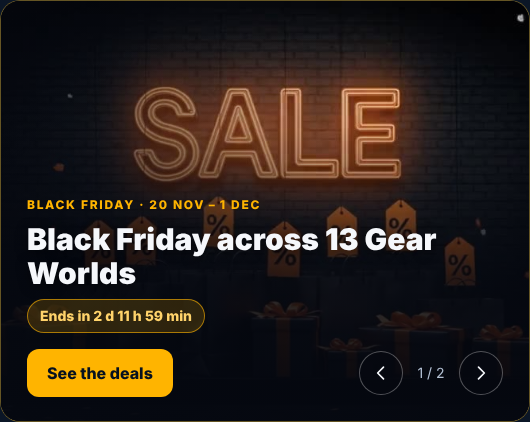 SALE
BLACK FRIDAY · 20 NOV – 1 DEC
Black Friday across 13 Gear
Worlds
% % % % % % %
Ends in 2 d 11 h 59 min
See the deals
1 / 2